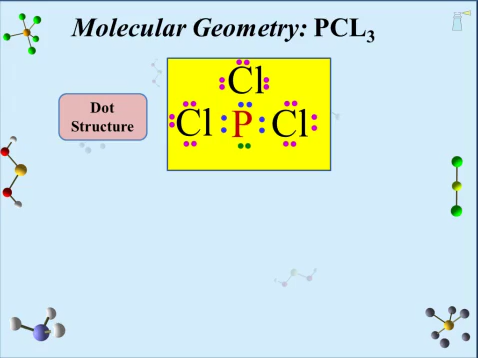 Molecular Geometry: PCL₃
Cl
Dot
Structure
Cl P Cl